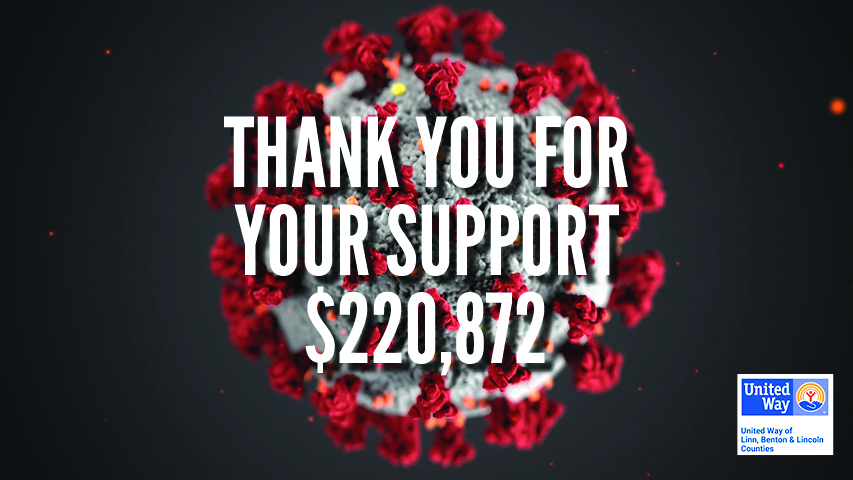 THANK YOU FOR
YOUR SUPPORT
$220,872
United
Way
United Way of
Linn, Benton & Lincoln
Counties